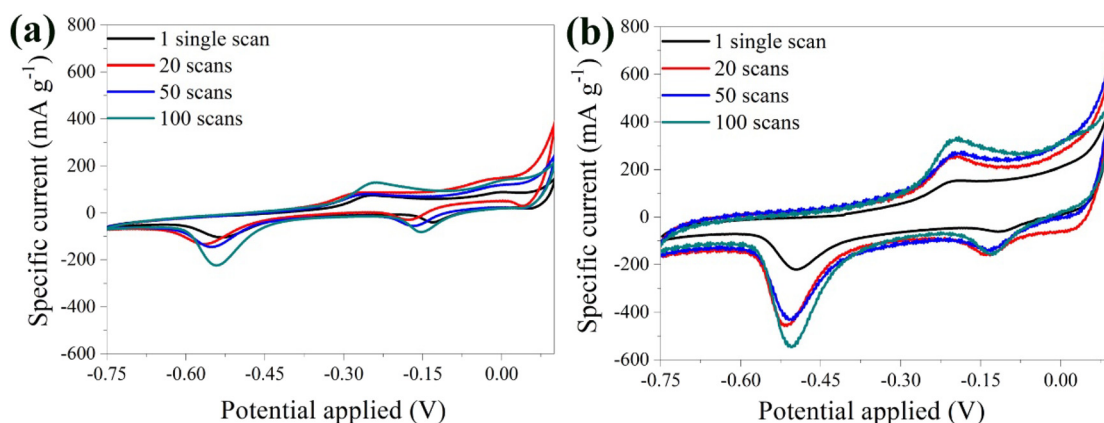 (a)
Specific current (mA g⁻¹)
800
600
400
200
0
-200
-400
-600
1 single scan
20 scans
50 scans
100 scans
-0.75
-0.60
-0.45
-0.30
-0.15
0.00
Potential applied (V)
(b)
Specific current (mA g⁻¹)
800
600
400
200
0
-200
-400
-600
1 single scan
20 scans
50 scans
100 scans
-0.75
-0.60
-0.45
-0.30
-0.15
0.00
Potential applied (V)